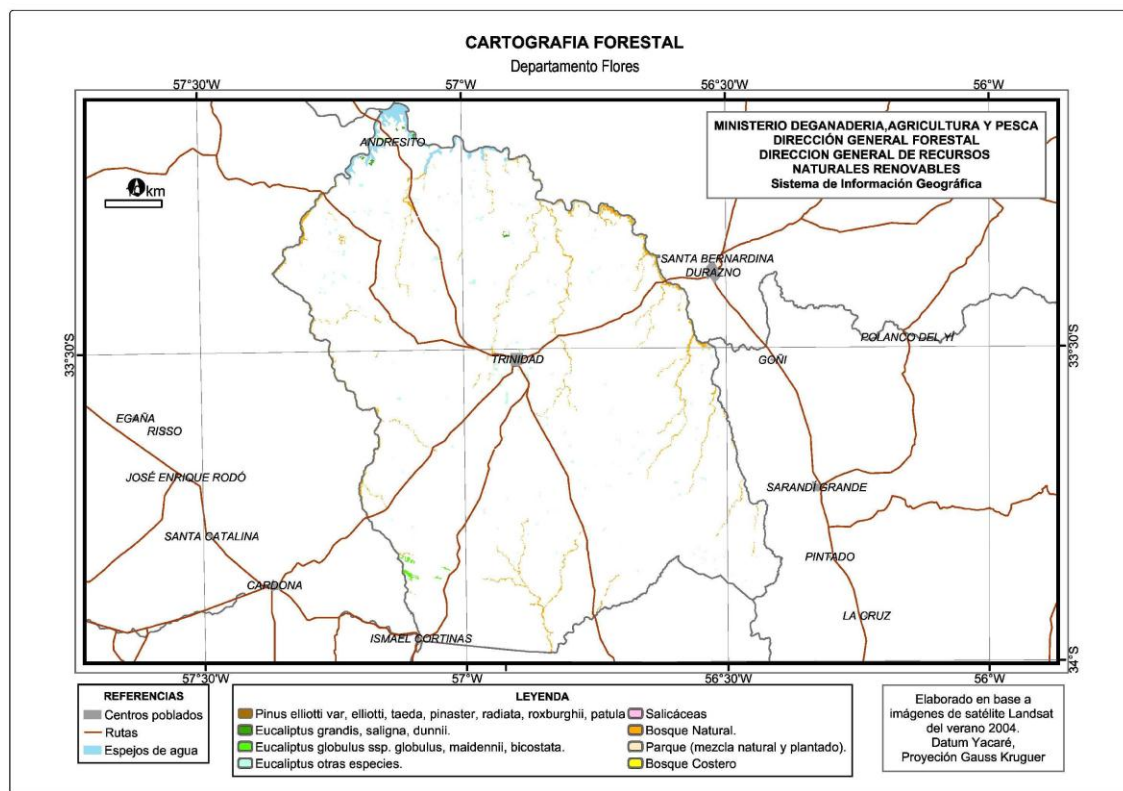 CARTOGRAFIA FORESTAL
Departamento Flores
57°30'W
57°W
56°30'W
56°W
MINISTERIO DEGANADERIA,AGRICULTURA Y PESCA
DIRECCIÓN GENERAL FORESTAL
DIRECCION GENERAL DE RECURSOS
NATURALES RENOVABLES
Sistema de Información Geográfica
ANDRESITO
km
SANTA BERNARDINA
DURAZNO
POLANCO DEL YÍ
33°30'S
TRINIDAD
GOÑI
33°30'S
EGAÑA
RISSO
JOSÉ ENRIQUE RODÓ
SARANDÍ GRANDE
SANTA CATALINA
PINTADO
CARDONA
LA CRUZ
ISMAEL CORTINAS
34°S
57°30'W
57°W
56°30'W
56°W
REFERENCIAS
Centros poblados
Rutas
Espejos de agua
LEYENDA
Pinus elliotti var, elliotti, taeda, pinaster, radiata, roxburghii, patula
Eucaliptus grandis, saligna, dunnii.
Eucaliptus globulus ssp. globulus, maidennii, bicostata.
Eucaliptus otras especies.
Salicáceas
Bosque Natural.
Parque (mezcla natural y plantado).
Bosque Costero
Elaborado en base a
imágenes de satélite Landsat
del verano 2004.
Datum Yacaré,
Proyeción Gauss Kruguer